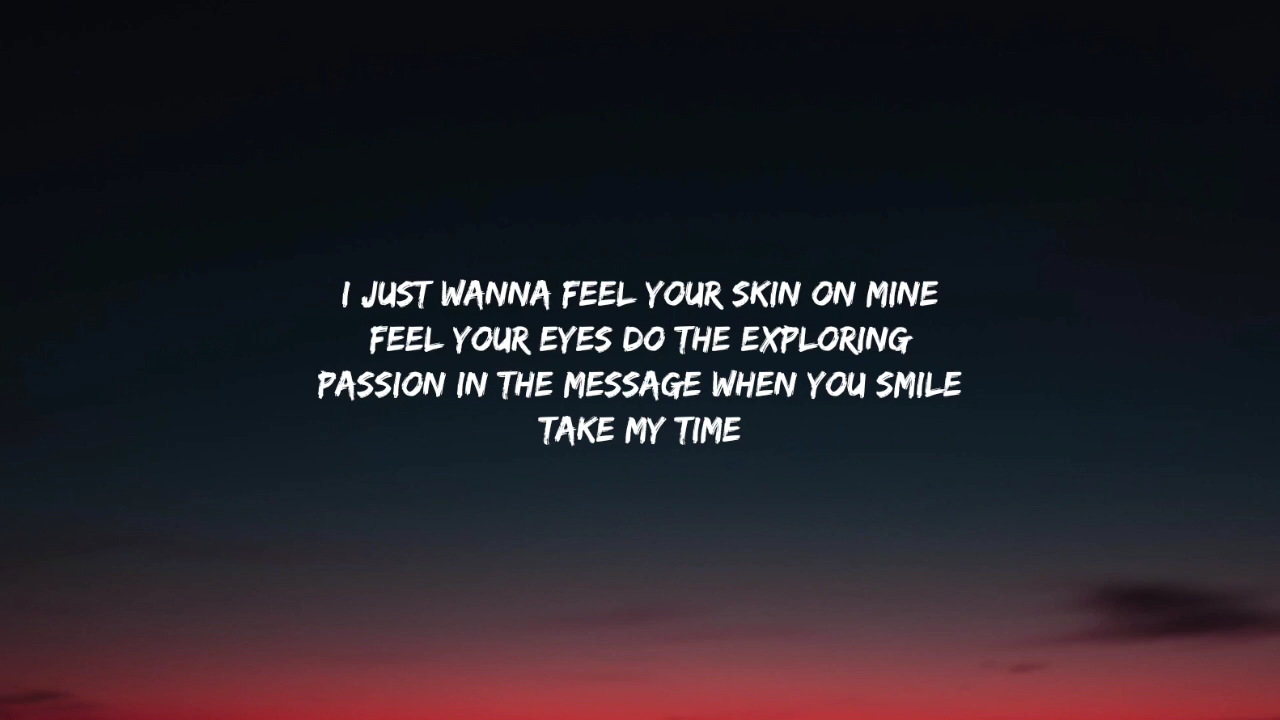 I JUST WANNA FEEL YOUR SKIN ON MINE
FEEL YOUR EYES DO THE EXPLORING
PASSION IN THE MESSAGE WHEN YOU SMILE
TAKE MY TIME